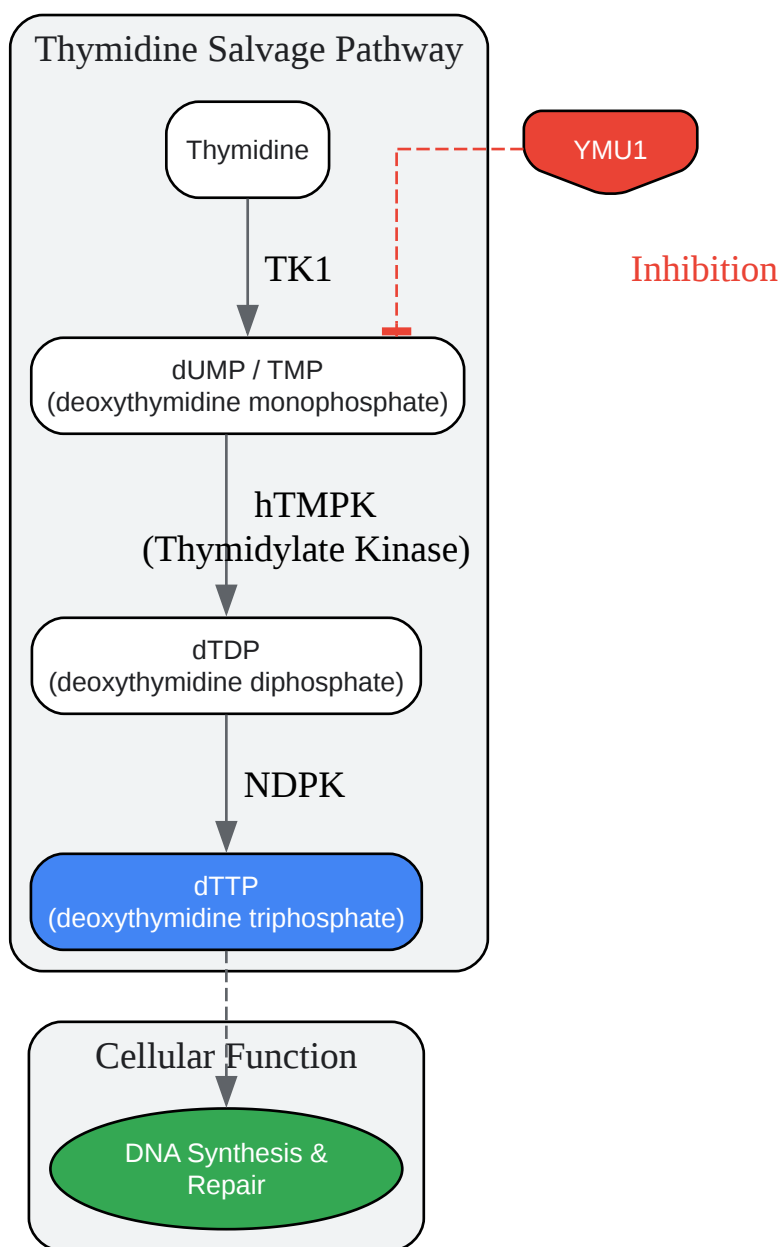 Thymidine Salvage Pathway
Thymidine
YMU1
TK1
Inhibition
dUMP / TMP
(deoxythymidine monophosphate)
hTMPK
(Thymidylate Kinase)
dTDP
(deoxythymidine diphosphate)
NDPK
dTTP
(deoxythymidine triphosphate)
Cellular Function
DNA Synthesis &
Repair